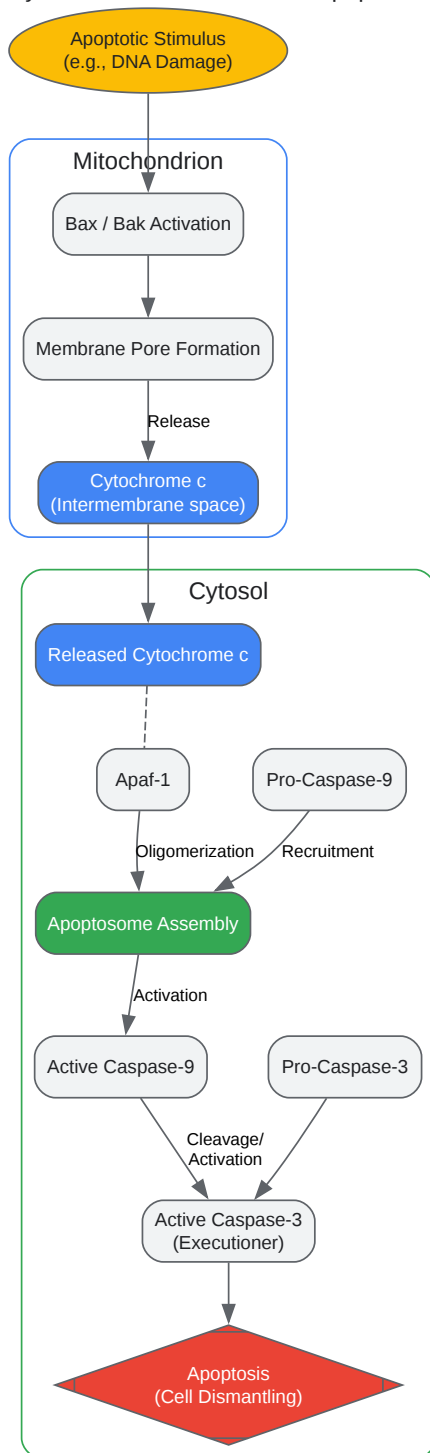 Apoptotic Stimulus
(e.g., DNA Damage)
Mitochondrion
Bax / Bak Activation
Membrane Pore Formation
Release
Cytochrome c
(Intermembrane space)
Cytosol
Released Cytochrome c
Apaf-1
Pro-Caspase-9
Oligomerization
Recruitment
Apoptosome Assembly
Activation
Active Caspase-9
Pro-Caspase-3
Cleavage/
Activation
Active Caspase-3
(Executioner)
Apoptosis
(Cell Dismantling)